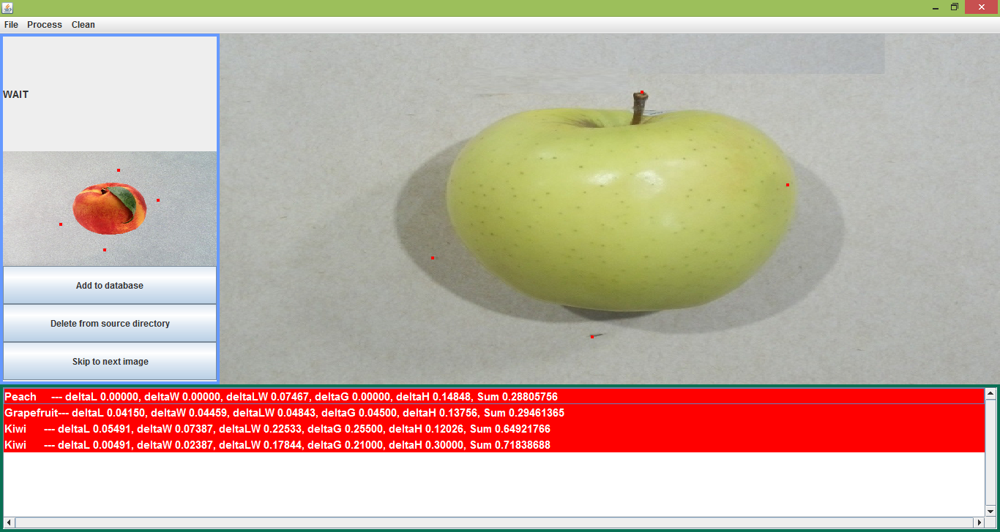 File Process Clean
WAIT
Add to database
Delete from source directory
Skip to next image
Peach --- deltaL 0.00000, deltaW 0.00000, deltaLW 0.07467, deltaG 0.00000, deltaH 0.14848, Sum 0.28805756
Grapefruit--- deltaL 0.04150, deltaW 0.04459, deltaLW 0.04843, deltaG 0.04500, deltaH 0.13756, Sum 0.29461365
Kiwi --- deltaL 0.05491, deltaW 0.07387, deltaLW 0.22533, deltaG 0.25500, deltaH 0.12026, Sum 0.64921766
Kiwi --- deltaL 0.00491, deltaW 0.02387, deltaLW 0.17844, deltaG 0.21000, deltaH 0.30000, Sum 0.71838688